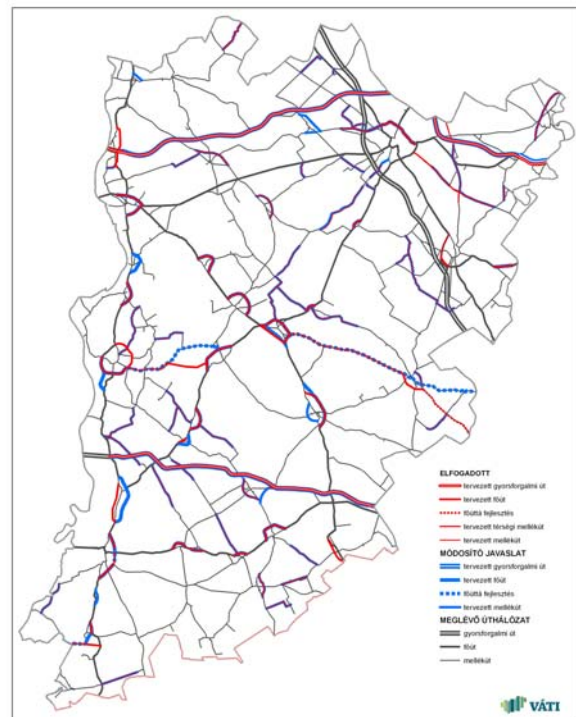 ELFOGADOTT
tervezett gyorsforgalmi út
tervezett főút
főúttá fejlesztés
tervezett térségi mellékút
tervezett mellékút
MÓDOSÍTÓ JAVASLAT
tervezett gyorsforgalmi út
tervezett főút
főúttá fejlesztés
tervezett mellékút
MEGLÉVŐ ÚTHÁLÓZAT
gyorsforgalmi út
főút
mellékút
VÁTI